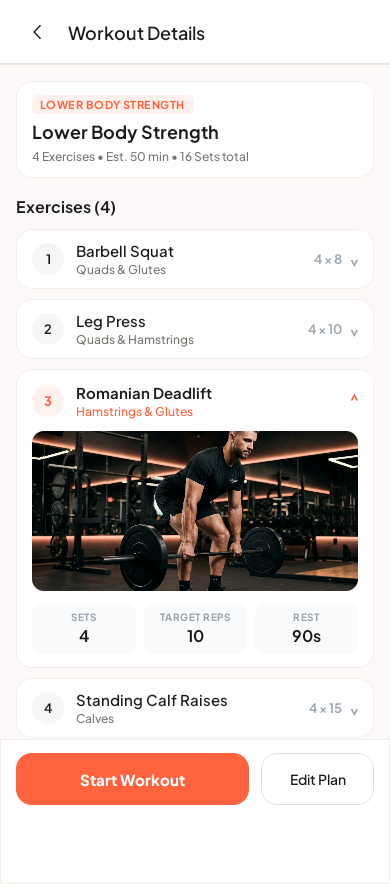 Workout Details
LOWER BODY STRENGTH
Lower Body Strength
4 Exercises • Est. 50 min • 16 Sets total
Exercises (4)
1
Barbell Squat
4 × 8
Quads & Glutes
2
Leg Press
4 × 10
Quads & Hamstrings
3
Romanian Deadlift
Hamstrings & Glutes
SETS
4
TARGET REPS
10
REST
90s
4
Standing Calf Raises
4 × 15
Calves
Start Workout
Edit Plan